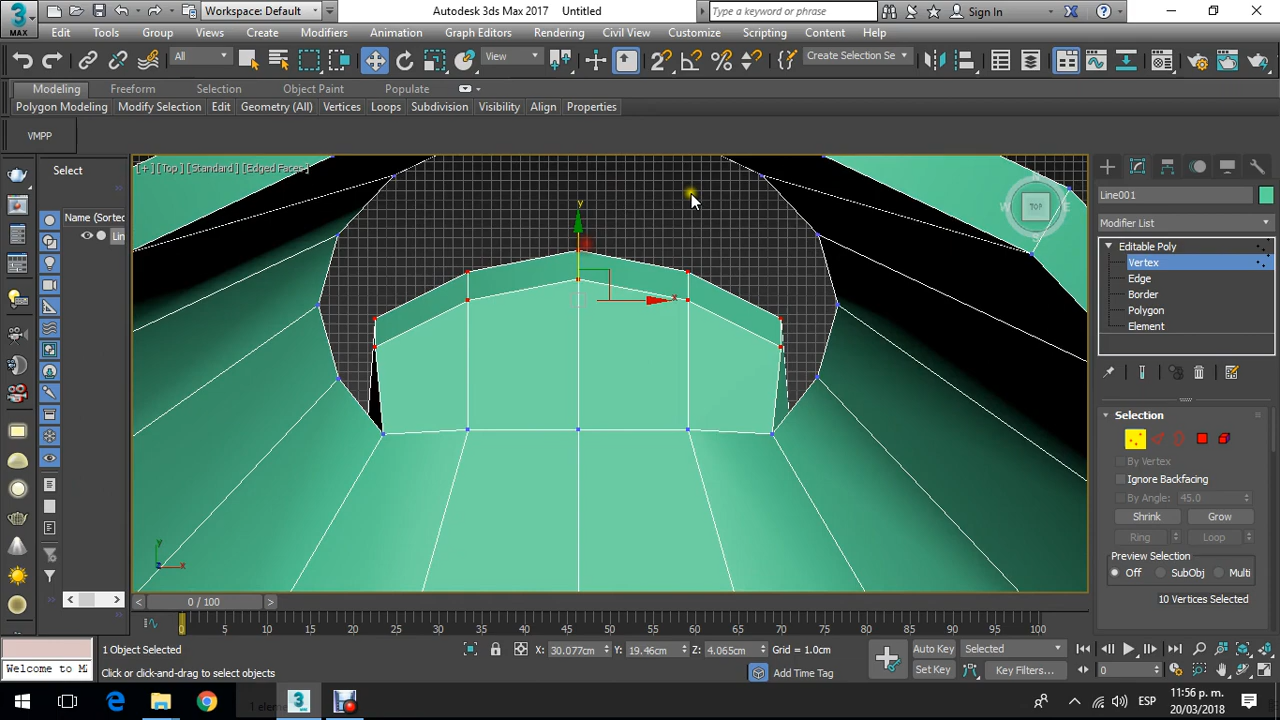 Workspace: Default
Autodesk 3ds Max 2017 Untitled
Type a keyword or phrase
Sign In
MAX
Edit Tools Group Views Create Modifiers Animation Graph Editors Rendering Civil View Customize Scripting Content Help
All
View
Create Selection Se
Modeling Freeform Selection Object Paint Populate
Polygon Modeling Modify Selection Edit Geometry (All) Vertices Loops Subdivision Visibility Align Properties
VMPP
Select
Name (Sorted
Lin
[+] [Top] [Standard] [Edged Faces]
TOP
y
x
y
x
z
Line001
Modifier List
Editable Poly
Vertex
Edge
Border
Polygon
Element
Selection
By Vertex
Ignore Backfacing
By Angle: 45.0
Shrink Grow
Ring Loop
Preview Selection
Off SubObj Multi
10 Vertices Selected
0 / 100
0 5 10 15 20 25 30 35 40 45 50 55 60 65 70 75 80 85 90 95 100
1 Object Selected
X: 30.077cm Y: 19.46cm Z: 4.065cm Grid = 1.0cm
Auto Key Selected
Welcome to M
Click or click-and-drag to select objects
Add Time Tag
Set Key Key Filters...
0
1 elem
ESP
11:56 p. m.
20/03/2018